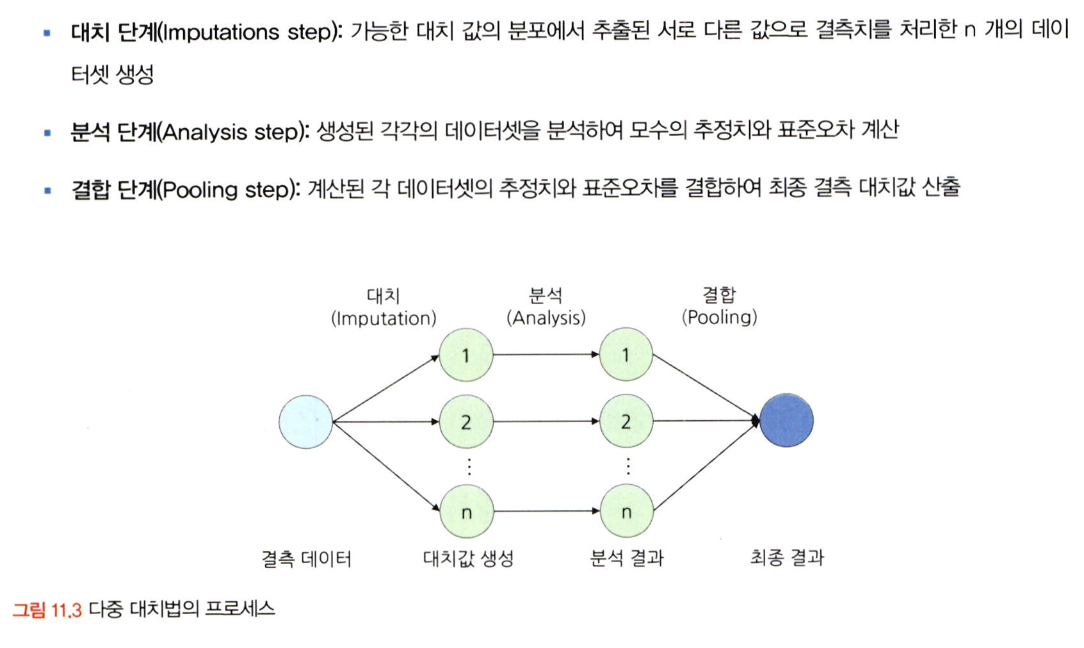 ▪ 대치 단계(Imputations step): 가능한 대치 값의 분포에서 추출된 서로 다른 값으로 결측치를 처리한 n 개의 데이
터셋 생성
▪ 분석 단계(Analysis step): 생성된 각각의 데이터셋을 분석하여 모수의 추정치와 표준오차 계산
▪ 결합 단계(Pooling step): 계산된 각 데이터셋의 추정치와 표준오차를 결합하여 최종 결측 대치값 산출
대치 분석 결합
(Imputation) (Analysis) (Pooling)
1 1
2 2
⋮ ⋮
n n
결측 데이터 대치값 생성 분석 결과 최종 결과
그림 11.3 다중 대치법의 프로세스